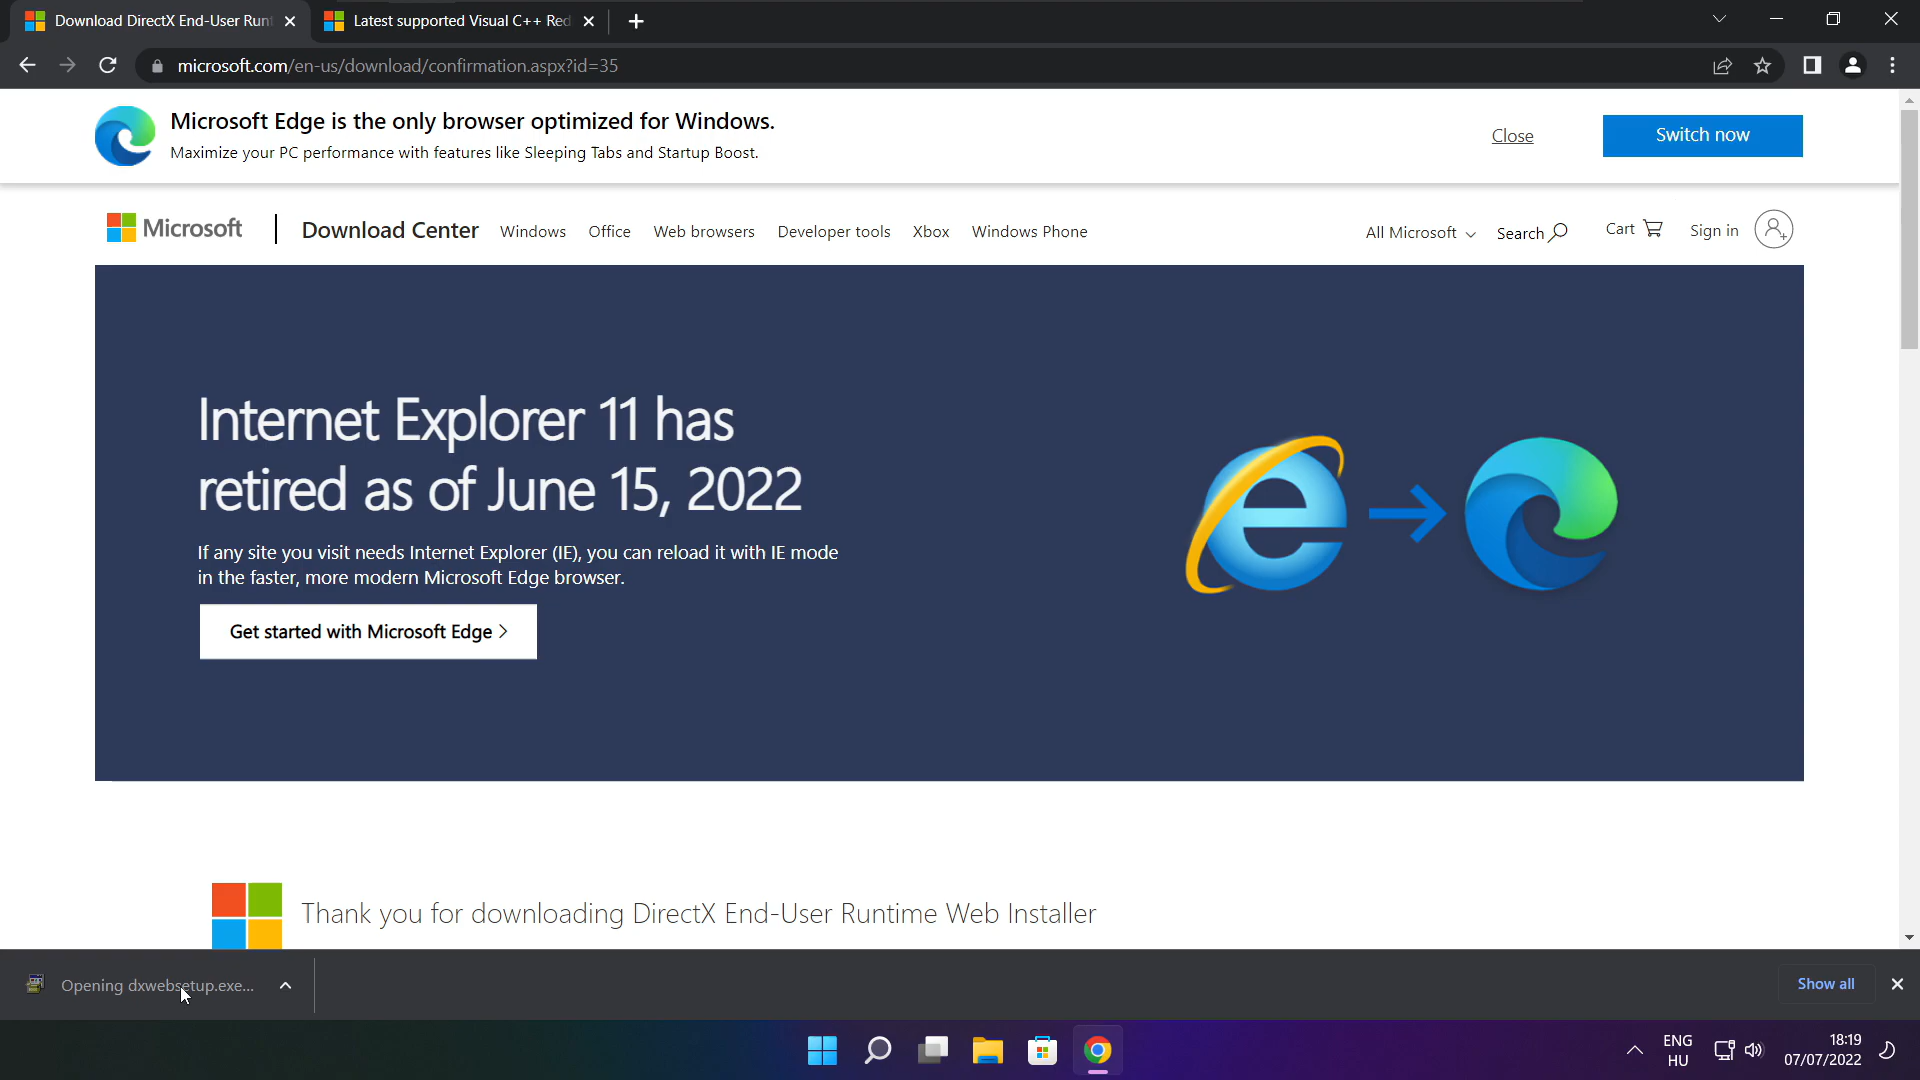 Download DirectX End-User Runt
Latest supported Visual C++ Red
microsoft.com/en-us/download/confirmation.aspx?id=35
Microsoft Edge is the only browser optimized for Windows.
Maximize your PC performance with features like Sleeping Tabs and Startup Boost.
Close
Switch now
Microsoft
Download Center
Windows
Office
Web browsers
Developer tools
Xbox
Windows Phone
All Microsoft
Search
Cart
Sign in
Internet Explorer 11 has
retired as of June 15, 2022
If any site you visit needs Internet Explorer (IE), you can reload it with IE mode
in the faster, more modern Microsoft Edge browser.
Get started with Microsoft Edge >
Thank you for downloading DirectX End-User Runtime Web Installer
Opening dxwebsetup.exe...
Show all
ENG
HU
18:19
07/07/2022